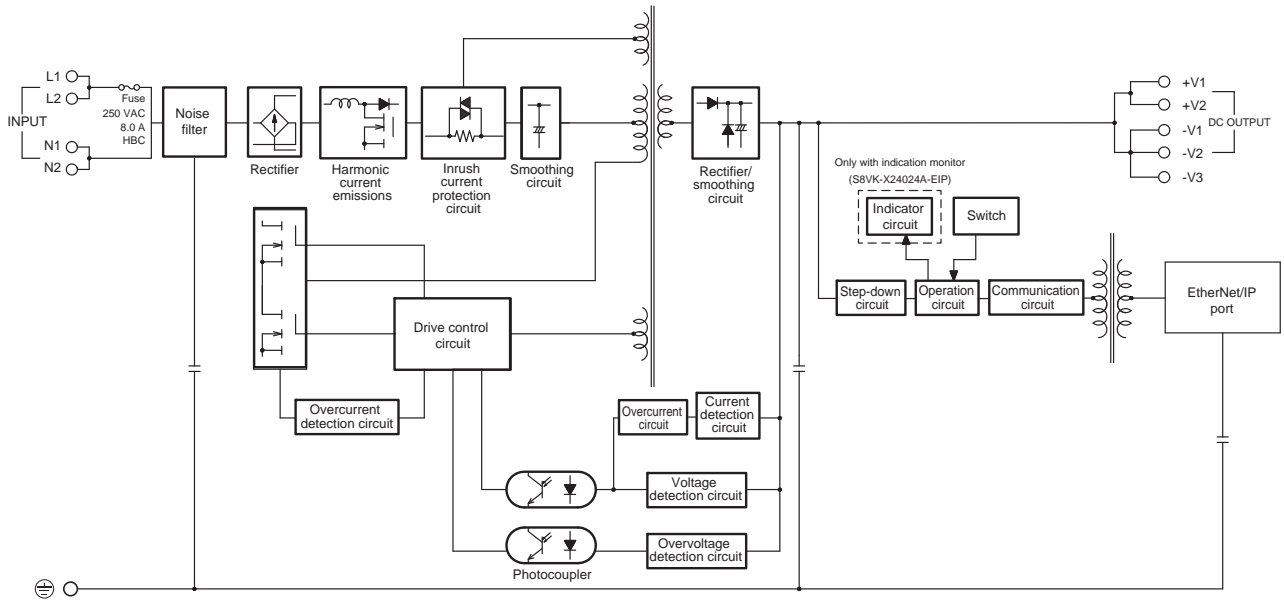 L1
L2
INPUT
N1
N2
Fuse
250 VAC
8.0 A
HBC
Noise
filter
Rectifier
Harmonic
current
emissions
Inrush
current
protection
circuit
Smoothing
circuit
Rectifier/
smoothing
circuit
+V1
+V2
-V1
-V2
-V3
DC OUTPUT
Only with indication monitor
(S8VK-X24024A-EIP)
Indicator
circuit
Switch
Step-down
circuit
Operation
circuit
Communication
circuit
EtherNet/IP
port
Drive control
circuit
Overcurrent
detection circuit
Overcurrent
circuit
Current
detection
circuit
Voltage
detection circuit
Overvoltage
detection circuit
Photocoupler